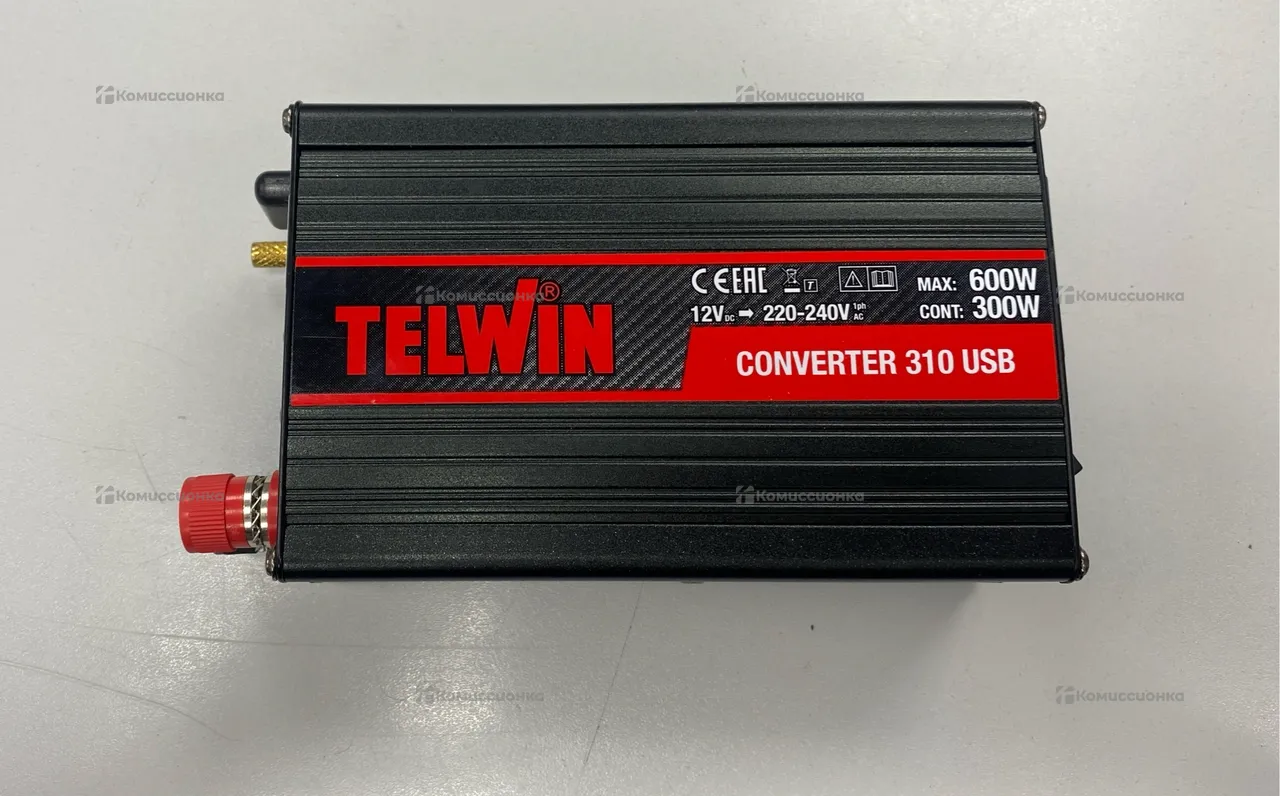 Комиссионка
Комиссионка
TELWIN®
Комиссионка
CE EAC
12V DC ➡ 220-240V 1ph AC
MAX: 600W
CONT: 300W
CONVERTER 310 USB
Комиссионка
Комиссионка
Комиссионка
Комиссионка
Комиссионка